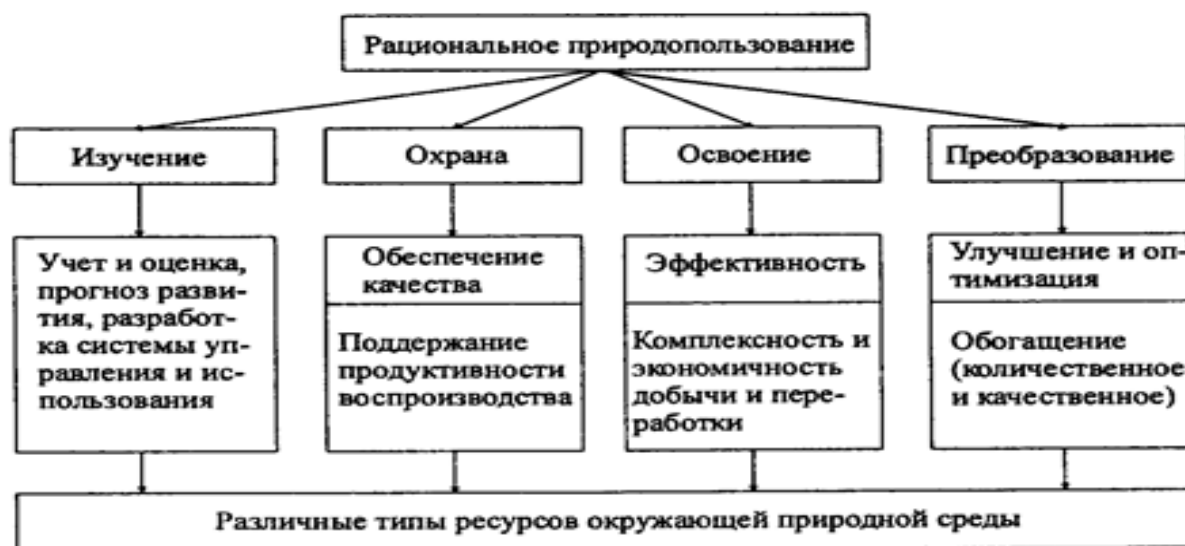 Рациональное природопользование
Изучение
Охрана
Освоение
Преобразование
Учет и оценка,
прогноз разви-
тия, разработ-
ка системы уп-
равления и ис-
пользования
Обеспечение
качества
Поддержание
продуктивности
воспроизводства
Эффективность
Комплексность и
экономичность
добычи и пере-
работки
Улучшение и оп-
тимизация
Обогащение
(количественное
и качественное)
Различные типы ресурсов окружающей природной среды